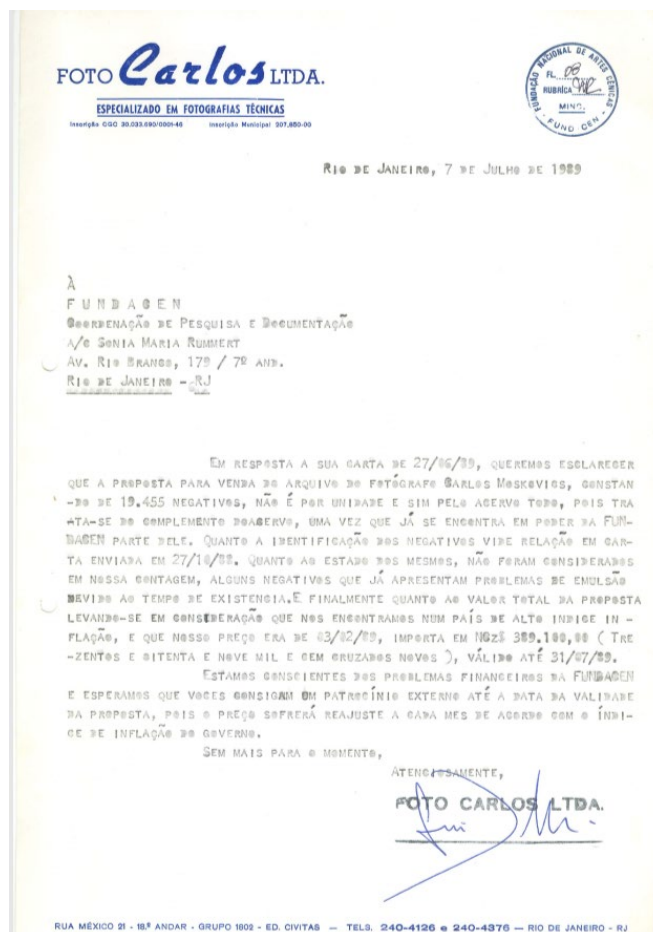 FOTO Carlos LTDA.
ESPECIALIZADO EM FOTOGRAFIAS TÉCNICAS
Inscrição CGC 30.033.690/0001-46 Inscrição Municipal 207.850-00
FUNDAÇÃO NACIONAL DE ARTES CÊNICAS
FL. 08
RUBRÍCA
MINC.
FUNDACEN
RIO DE JANEIRO, 7 DE JULHO DE 1989
À
FUNDACEN
COORDENAÇÃO DE PESQUISA E DOCUMENTAÇÃO
A/C SONIA MARIA RUMMERT
AV. RIO BRANCO, 179 / 7º AND.
RIO DE JANEIRO - RJ
EM RESPOSTA A SUA CARTA DE 27/06/89, QUEREMOS ESCLARECER
QUE A PROPOSTA PARA VENDA DO ARQUIVO DO FOTÓGRAFO CARLOS MOSKOVICS, CONSTAN
-DO DE 19.455 NEGATIVOS, NÃO É POR UNIDADE E SIM PELO ACERVO TODO, POIS TRA
ATA-SE DO COMPLEMENTO DOACERVO, UMA VEZ QUE JÁ SE ENCONTRA EM PODER DA FUN-
DACEN PARTE DELE. QUANTO A IDENTIFICAÇÃO DOS NEGATIVOS VIDE RELAÇÃO EM CAR-
TA ENVIADA EM 27/10/88. QUANTO AO ESTADO DOS MESMOS, NÃO FORAM CONSIDERADOS
EM NOSSA CONTAGEM, ALGUNS NEGATIVOS QUE JÁ APRESENTAM PROBLEMAS DE EMULSÃO
DEVIDO AO TEMPO DE EXISTENCIA.E FINALMENTE QUANTO AO VALOR TOTAL DA PROPOSTA
LEVANDO-SE EM CONSIDERAÇÃO QUE NOS ENCONTRAMOS NUM PAÍS DE ALTO INDICE IN-
FLAÇÃO, E QUE NOSSO PREÇO ERA DE 03/02/89, IMPORTA EM NCZ$ 389.100,00 ( TRE
-ZENTOS E OITENTA E NOVE MIL E CEM CRUZADOS NOVOS ), VÁLIDO ATÉ 31/07/89.
ESTAMOS CONSCIENTES DOS PROBLEMAS FINANCEIROS DA FUNDACEN
E ESPERAMOS QUE VOCES CONSIGAM UM PATROCÍNIO EXTERNO ATÉ A DATA DA VALIDADE
DA PROPOSTA, POIS O PREÇO SOFRERÁ REAJUSTE A CADA MES DE ACORDO COM O ÍNDI-
CE DE INFLAÇÃO DO GOVERNO.
SEM MAIS PARA O MOMENTO,
ATENCIOSAMENTE,
FOTO CARLOS LTDA.
RUA MÉXICO 21 - 18.º ANDAR - GRUPO 1802 - ED. CIVITAS — TELS. 240-4126 e 240-4376 — RIO DE JANEIRO - RJ